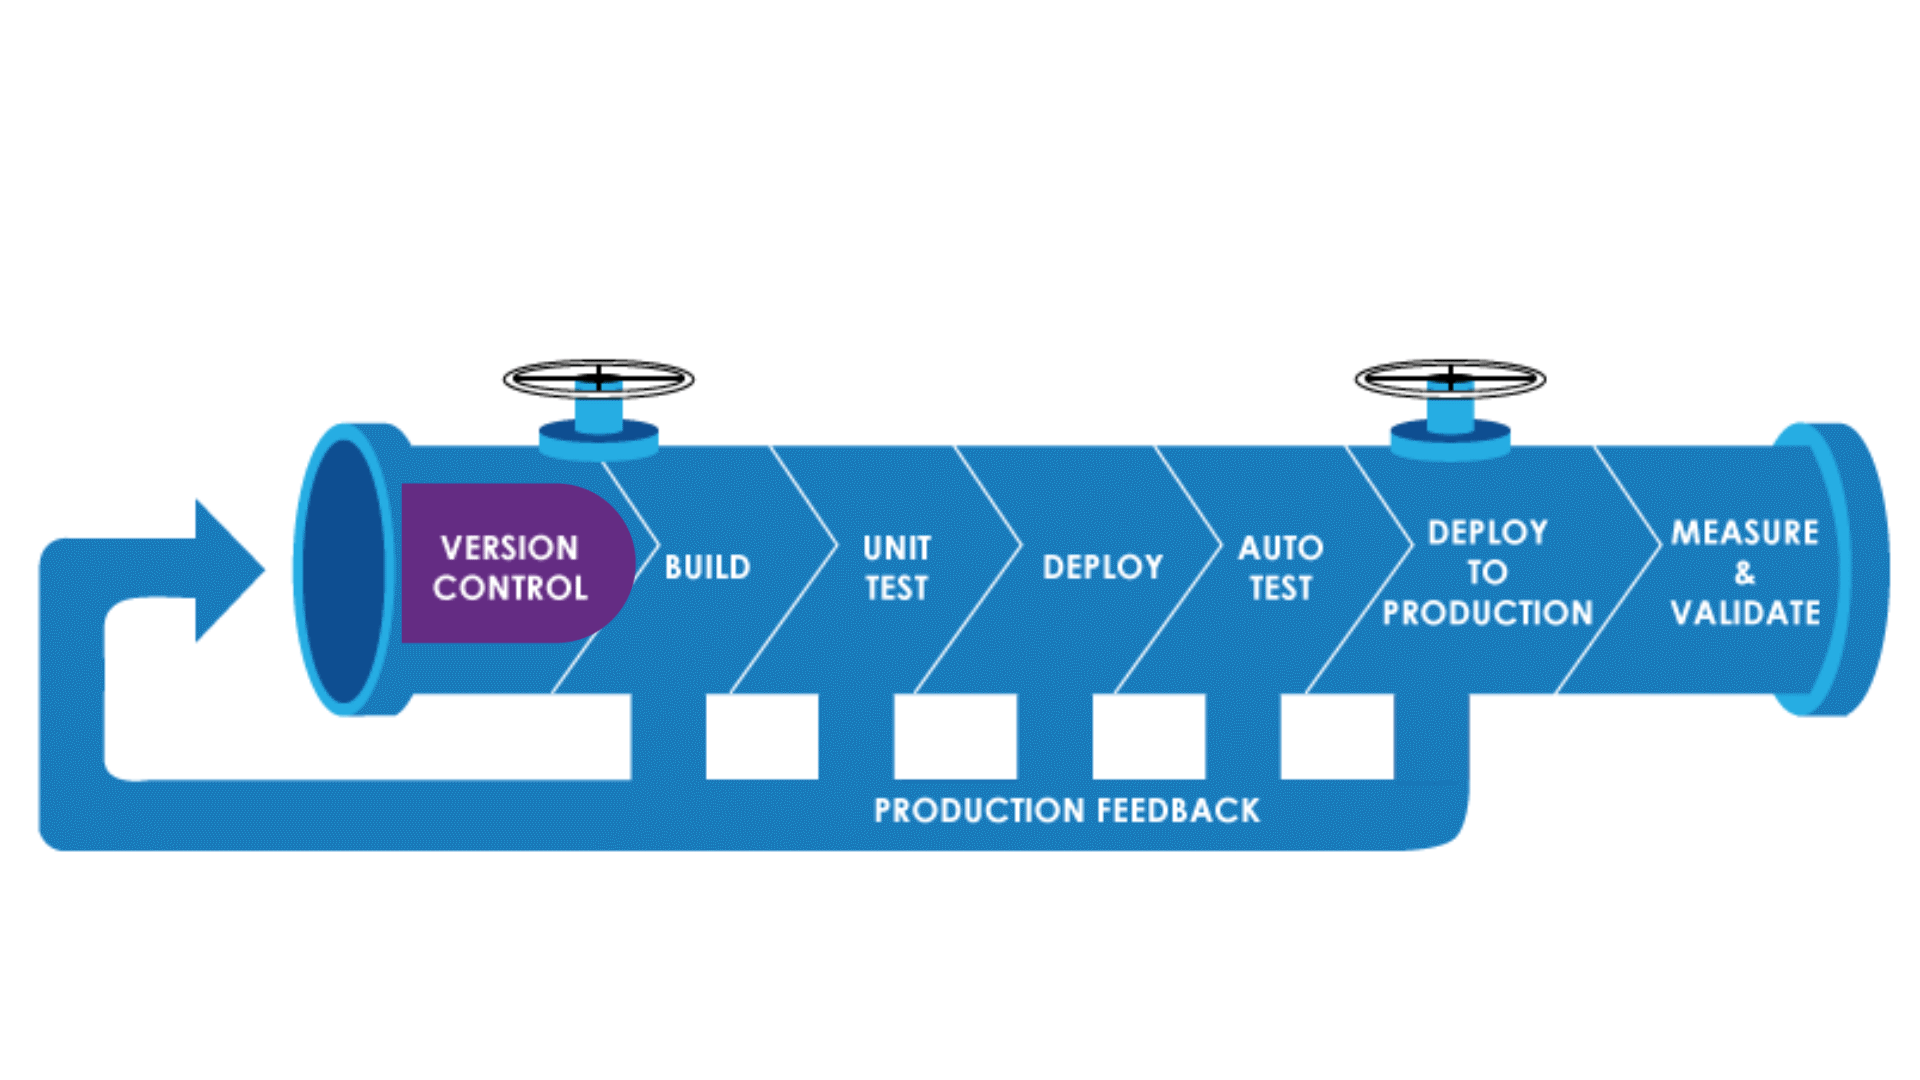 VERSION
CONTROL
BUILD
UNIT
TEST
DEPLOY
AUTO
TEST
DEPLOY
TO
PRODUCTION
MEASURE
&
VALIDATE
PRODUCTION FEEDBACK